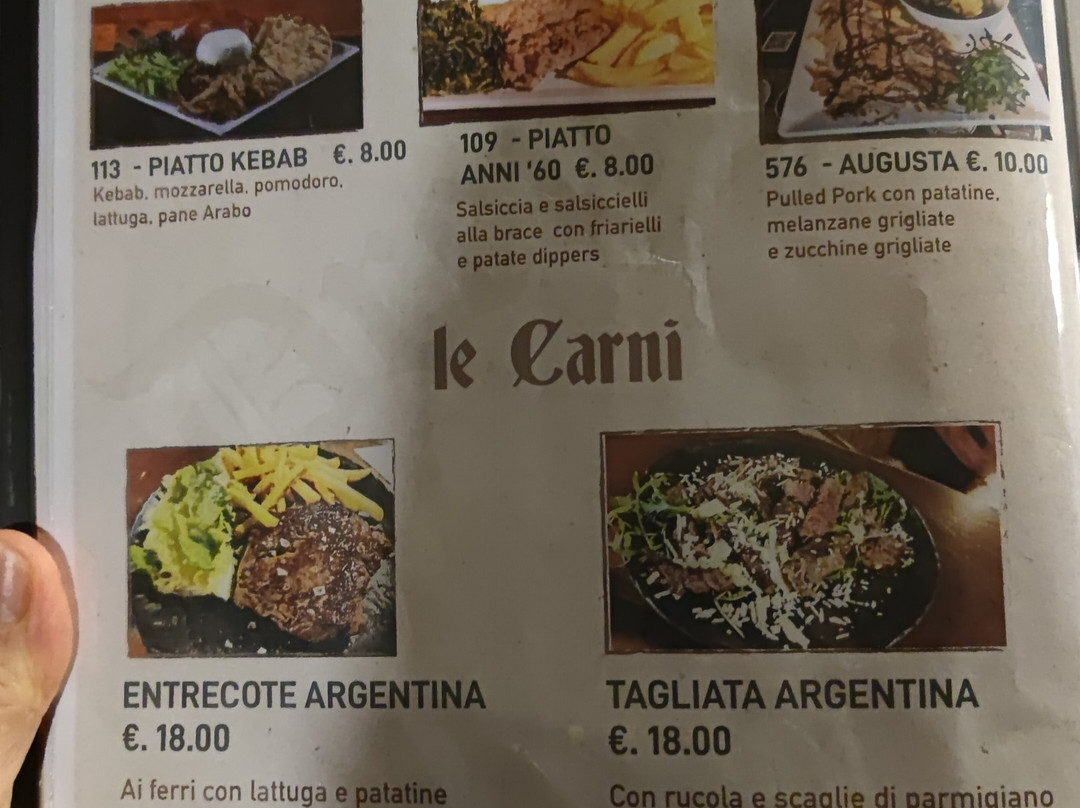 113 - PIATTO KEBAB €. 8.00
Kebab, mozzarella, pomodoro,
lattuga, pane Arabo
109 - PIATTO
ANNI '60 €. 8.00
Salsiccia e salsiccielli
alla brace con friarielli
e patate dippers
576 - AUGUSTA €. 10.00
Pulled Pork con patatine,
melanzane grigliate
e zucchine grigliate
le Carni
ENTRECOTE ARGENTINA
€. 18.00
Ai ferri con lattuga e patatine
TAGLIATA ARGENTINA
€. 18.00
Con rucola e scaglie di parmigiano